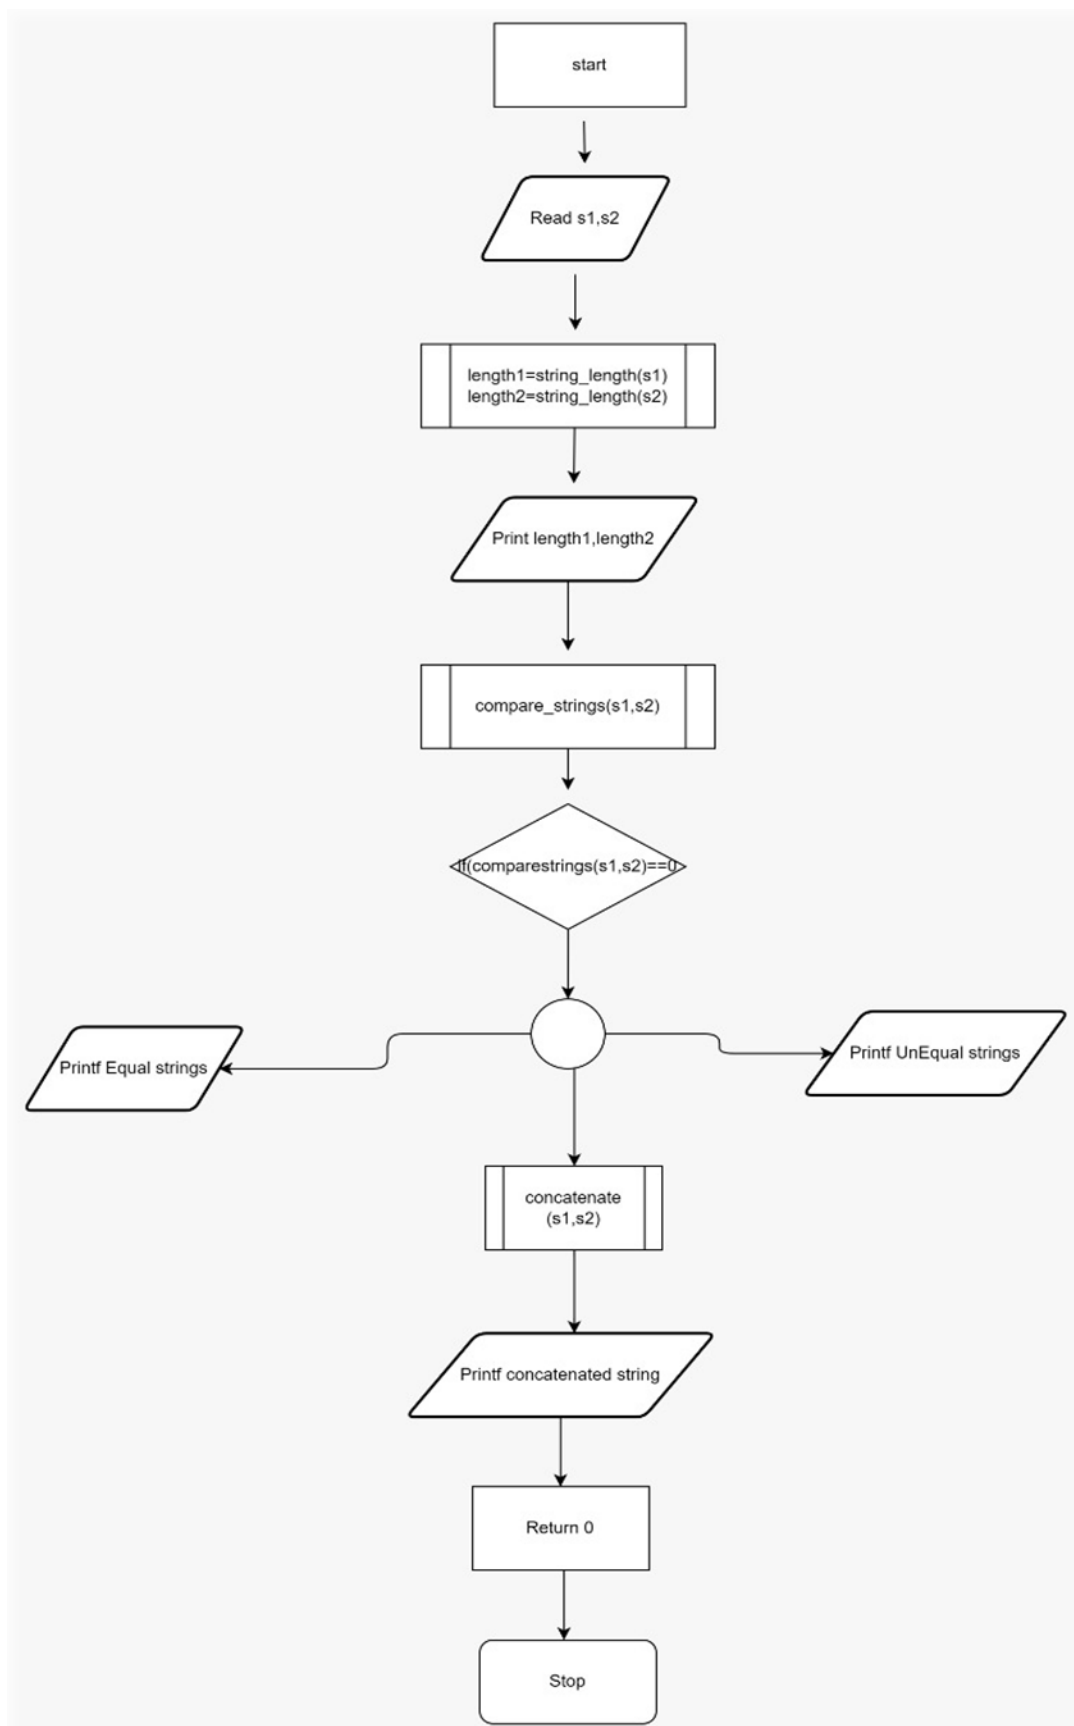 start
Read s1,s2
length1=string_length(s1)
length2=string_length(s2)
Print length1,length2
compare_strings(s1,s2)
If(comparestrings(s1,s2)==0
Printf Equal strings
Printf UnEqual strings
concatenate
(s1,s2)
Printf concatenated string
Return 0
Stop